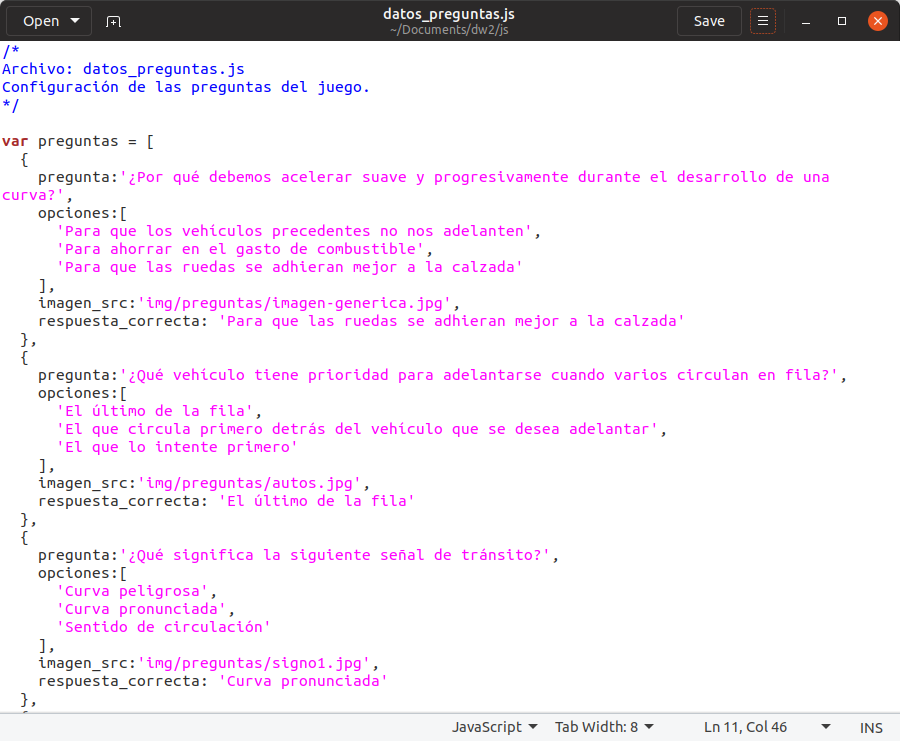 Open
datos_preguntas.js
~/Documents/dw2/js
Save
/*
Archivo: datos_preguntas.js
Configuración de las preguntas del juego.
*/
var preguntas = [
{
pregunta:'¿Por qué debemos acelerar suave y progresivamente durante el desarrollo de una
curva?',
opciones:[
'Para que los vehículos precedentes no nos adelanten',
'Para ahorrar en el gasto de combustible',
'Para que las ruedas se adhieran mejor a la calzada'
],
imagen_src:'img/preguntas/imagen-generica.jpg',
respuesta_correcta: 'Para que las ruedas se adhieran mejor a la calzada'
},
{
pregunta:'¿Qué vehículo tiene prioridad para adelantarse cuando varios circulan en fila?',
opciones:[
'El último de la fila',
'El que circula primero detrás del vehículo que se desea adelantar',
'El que lo intente primero'
],
imagen_src:'img/preguntas/autos.jpg',
respuesta_correcta: 'El último de la fila'
},
{
pregunta:'¿Qué significa la siguiente señal de tránsito?',
opciones:[
'Curva peligrosa',
'Curva pronunciada',
'Sentido de circulación'
],
imagen_src:'img/preguntas/signo1.jpg',
respuesta_correcta: 'Curva pronunciada'
},
JavaScript Tab Width: 8 Ln 11, Col 46 INS